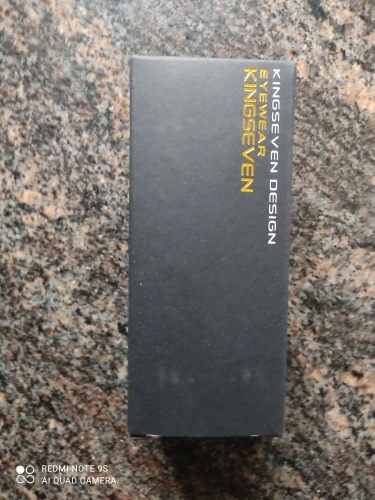 KINGSEVEN DESIGN
EYEWEAR
KINGSEVEN
REDMI NOTE 9S
AI QUAD CAMERA